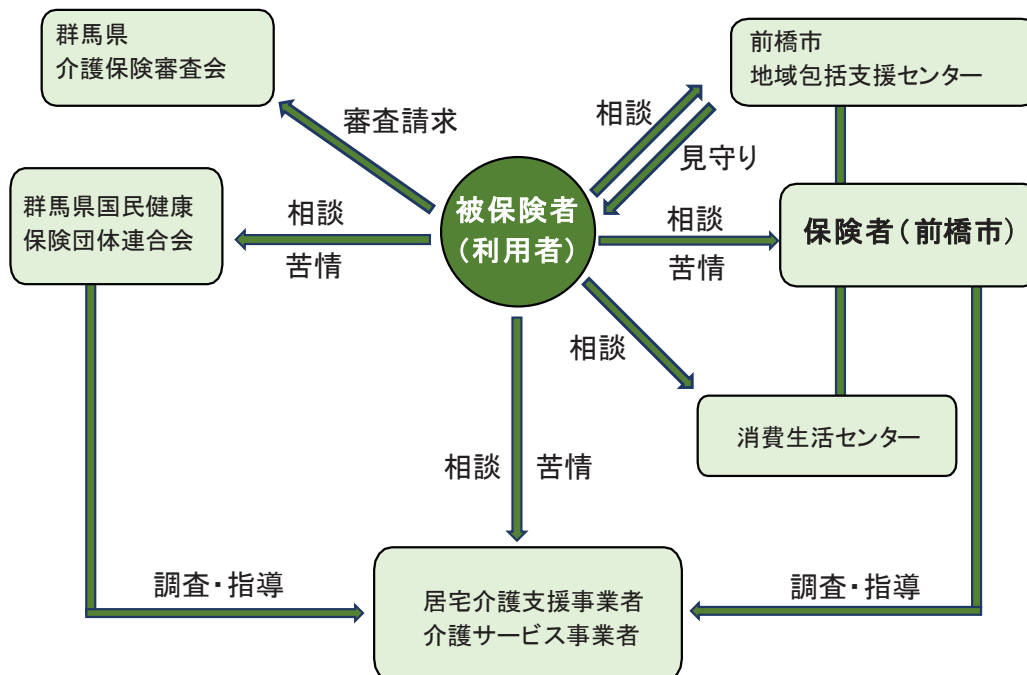 群馬県
介護保険審査会
前橋市
地域包括支援センター
審査請求
相談
見守り
群馬県国民健康
保険団体連合会
相談
苦情
被保険者
(利用者)
相談
苦情
保険者(前橋市)
相談
消費生活センター
相談
苦情
調査・指導
居宅介護支援事業者
介護サービス事業者
調査・指導